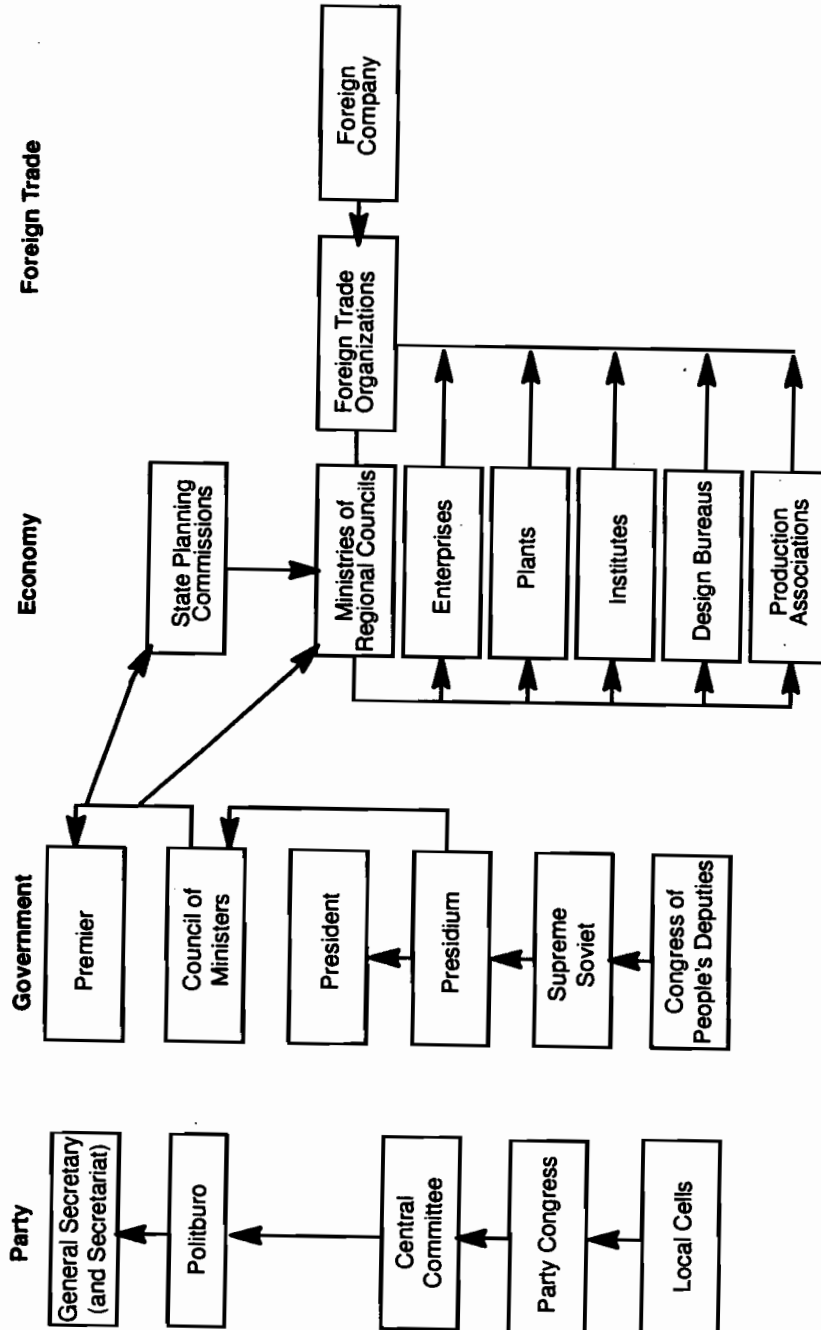 Party
General Secretary
(and Secretariat)
Politburo
Central
Committee
Party Congress
Local Cells
Government
Premier
Council of
Ministers
President
Presidium
Supreme
Soviet
Congress of
People's Deputies
Economy
State Planning
Commissions
Ministries of
Regional Councils
Enterprises
Plants
Institutes
Design Bureaus
Production
Associations
Foreign Trade
Foreign Trade
Organizations
Foreign
Company